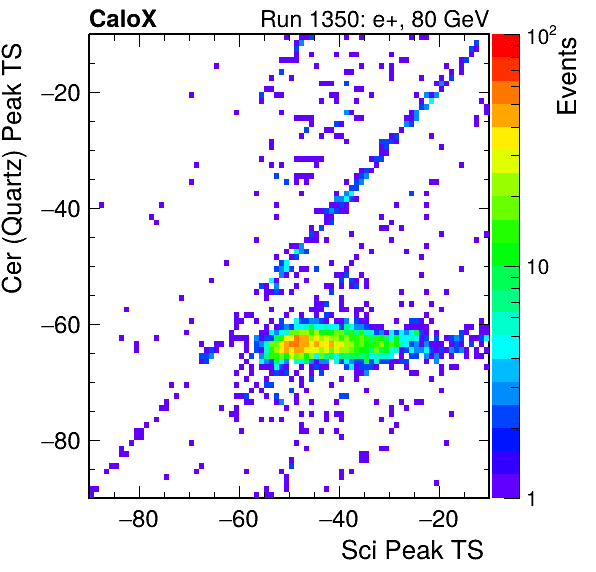 CaloX Run 1350: e+, 80 GeV
Cer (Quartz) Peak TS
−20
−40
−60
−80
−80 −60 −40 −20
Sci Peak TS
10²
10
1
Events